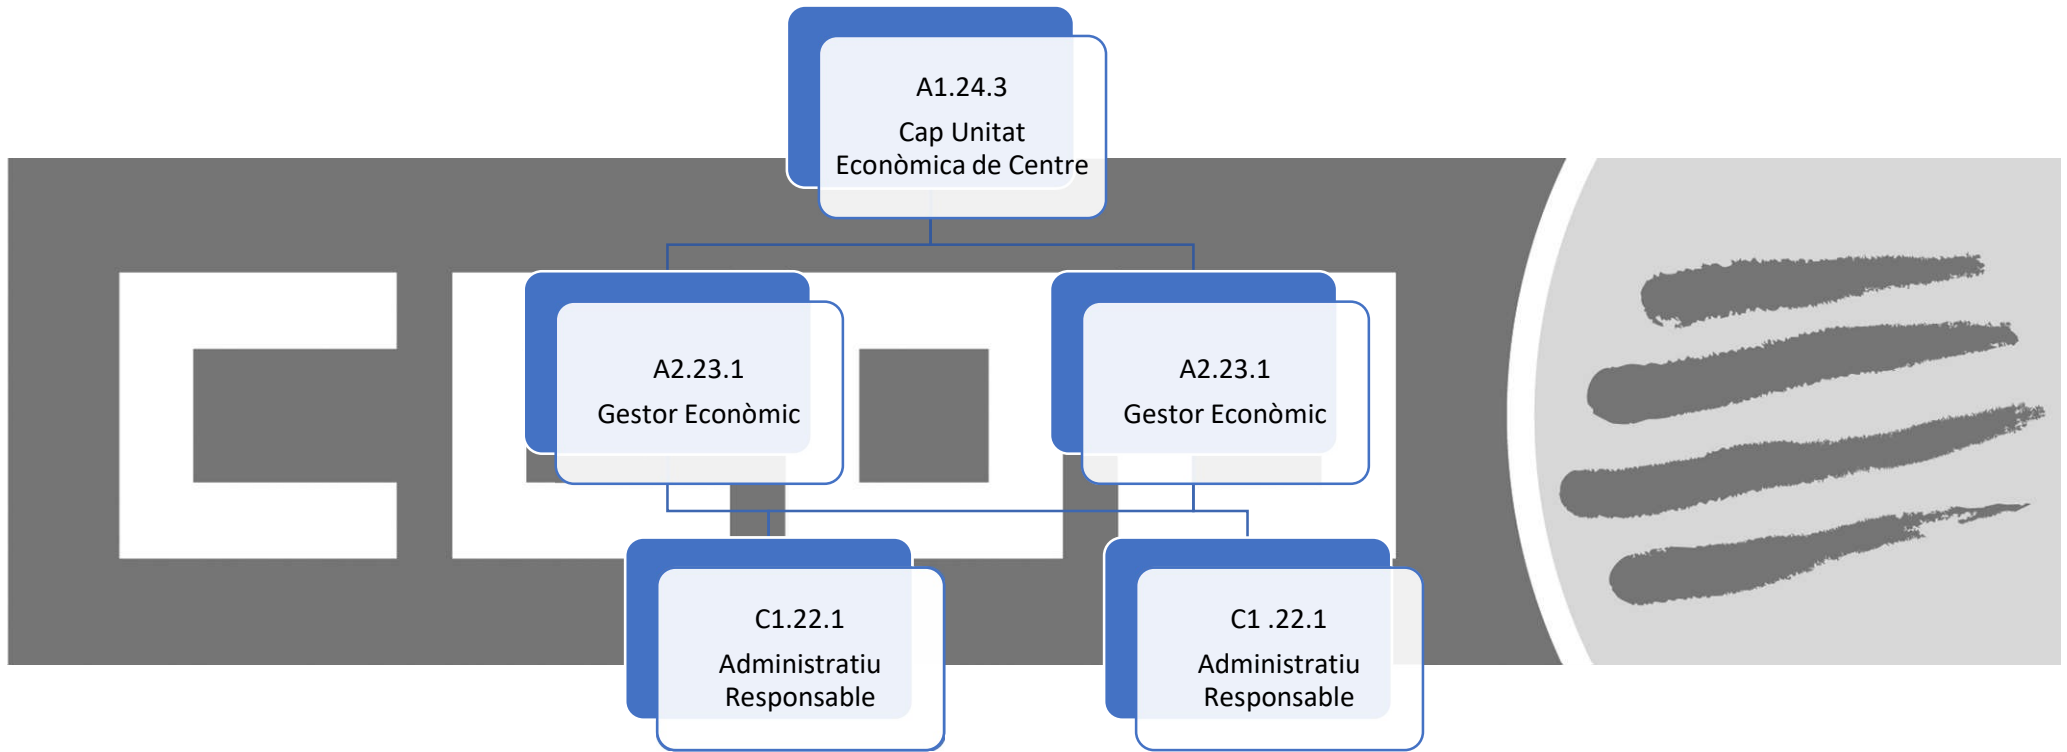 A1.24.3
Cap Unitat
Econòmica de Centre
A2.23.1
Gestor Econòmic
A2.23.1
Gestor Econòmic
C1.22.1
Administratiu
Responsable
C1 .22.1
Administratiu
Responsable